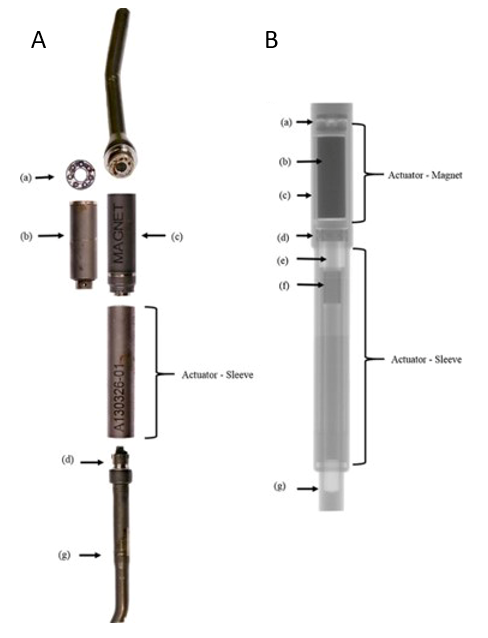 A
B
(a)
(b)
MAGNET
(c)
A130326-01
Actuator - Sleeve
(d)
(g)
(a)
(b)
(c)
Actuator - Magnet
(d)
(e)
(f)
Actuator - Sleeve
(g)